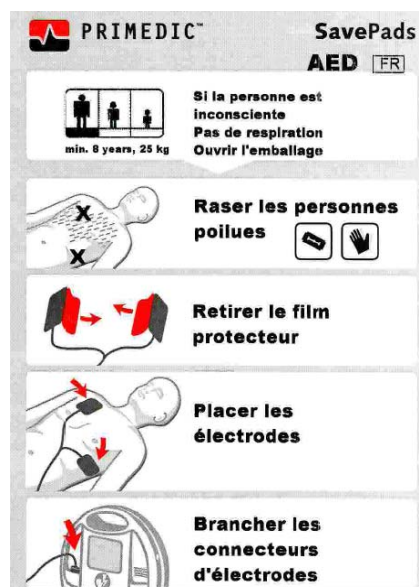 PRIMEDIC™
SavePads
AED FR
Si la personne est
inconsciente
Pas de respiration
Ouvrir l'emballage
min. 8 years, 25 kg
Raser les personnes
poilues
X
X
Retirer le film
protecteur
Placer les
électrodes
Brancher les
connecteurs
d'électrodes